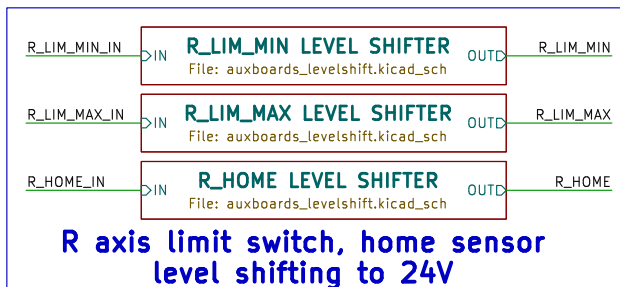 R_LIM_MIN LEVEL SHIFTER
R_LIM_MIN_IN IN OUT R_LIM_MIN
File: auxboards_levelshift.kicad_sch
R_LIM_MAX LEVEL SHIFTER
R_LIM_MAX_IN IN OUT R_LIM_MAX
File: auxboards_levelshift.kicad_sch
R_HOME LEVEL SHIFTER
R_HOME_IN IN OUT R_HOME
File: auxboards_levelshift.kicad_sch
R axis limit switch, home sensor
level shifting to 24V